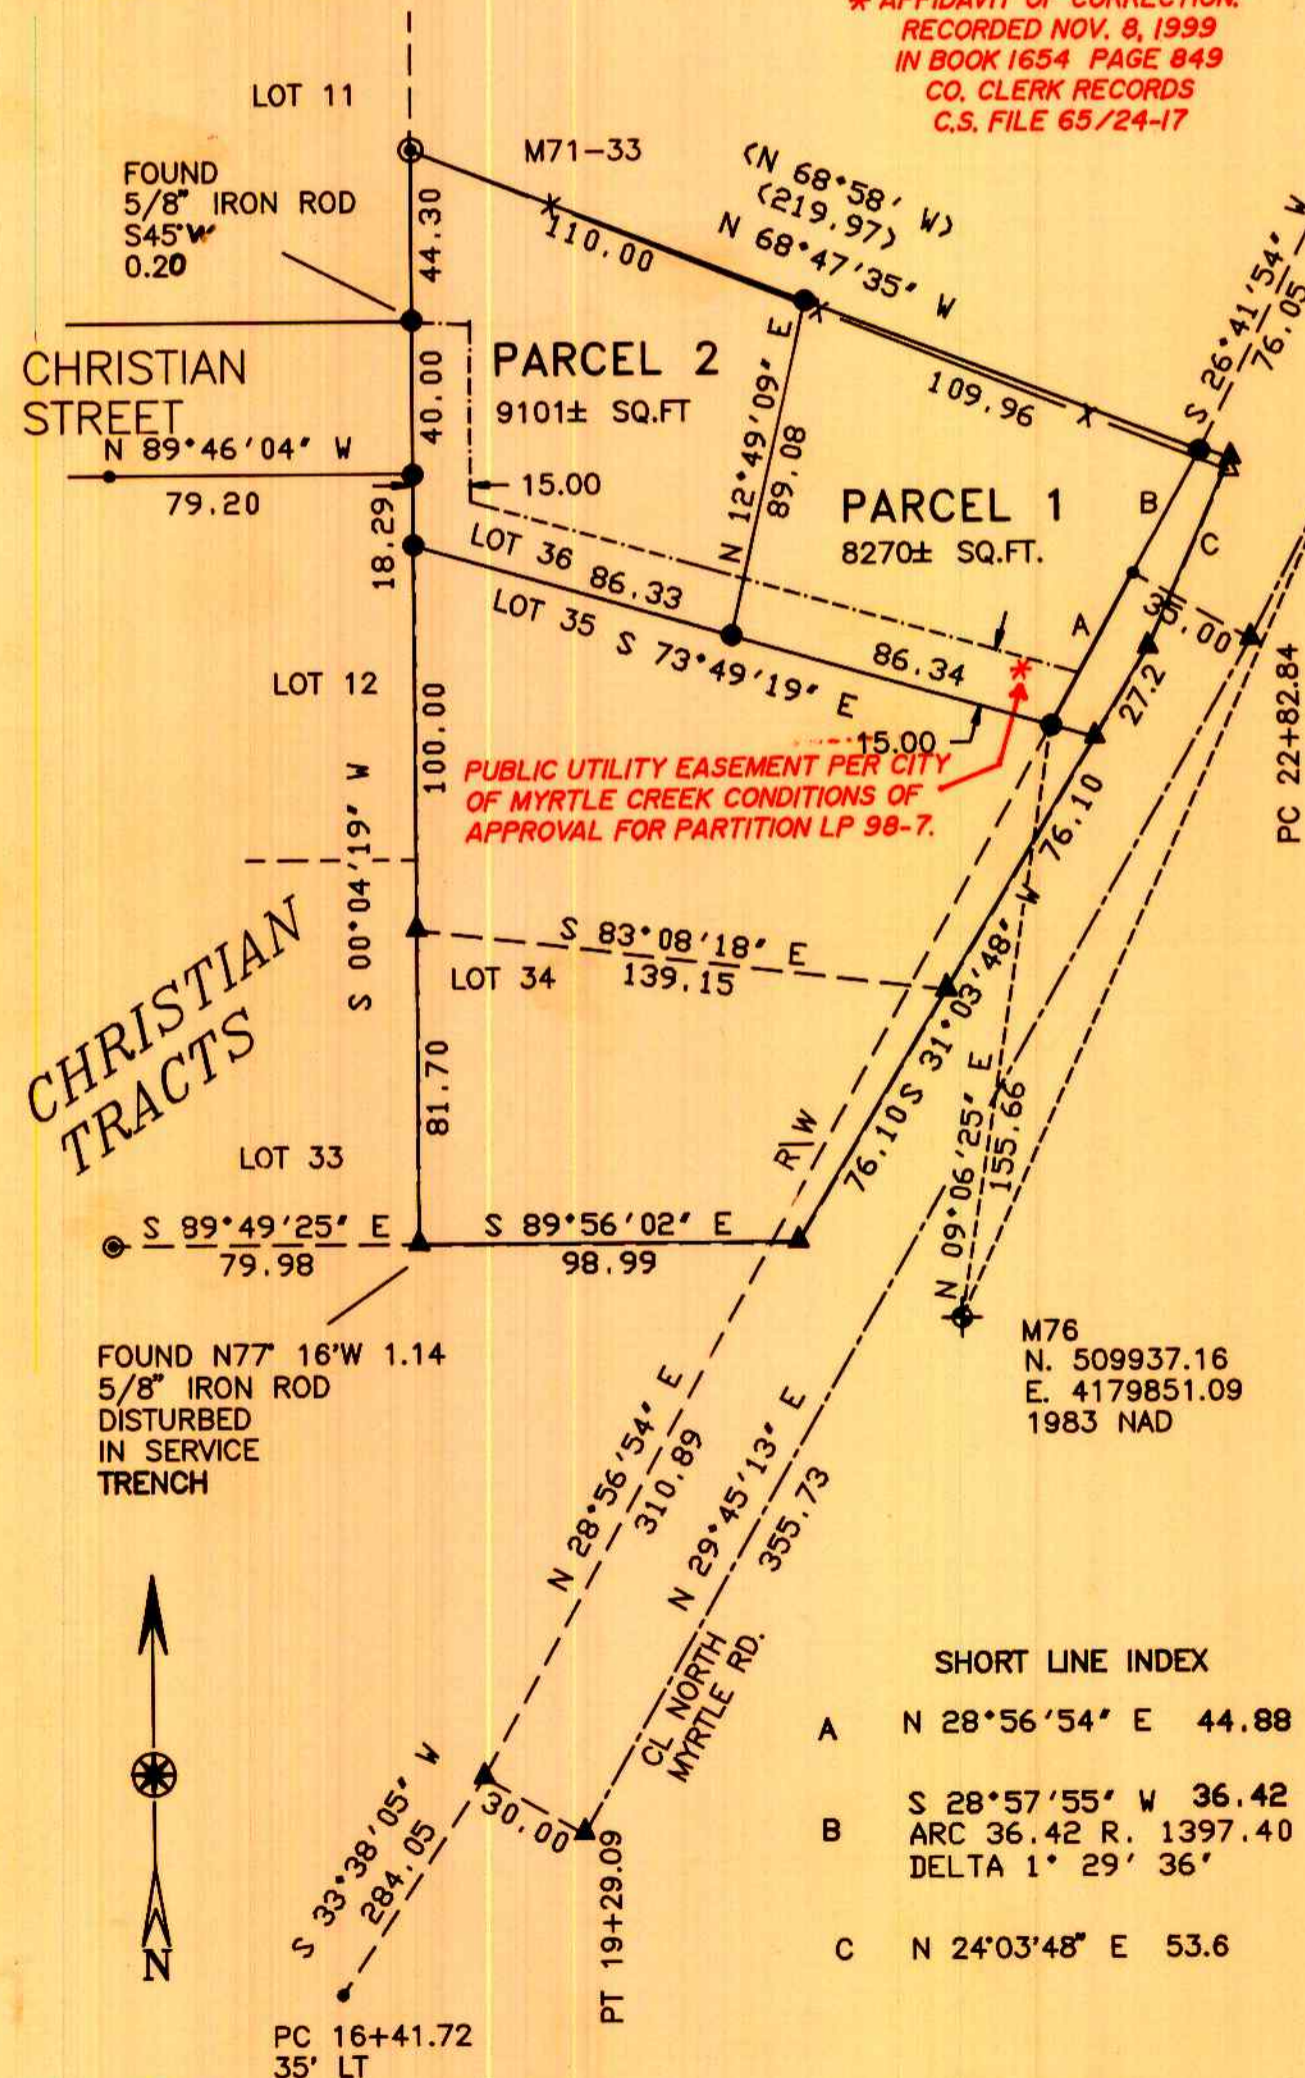 * AFFIDAVIT OF CORRECTION.
RECORDED NOV. 8, 1999
IN BOOK 1654 PAGE 849
CO. CLERK RECORDS
C.S. FILE 65/24-17
LOT 11
M71-33
<N 68°58' W>
<219.97>
N 68°47'35" W
FOUND
5/8" IRON ROD
S45°W
0.20
44.30
110.00
109.96
S 26°41'54" W
76.05
CHRISTIAN
STREET
40.00
PARCEL 2
9101± SQ.FT
N 12°49'09" E
89.08
N 89°46'04" W
79.20
15.00
PARCEL 1
8270± SQ.FT.
B
C
18.29
LOT 36
86.33
LOT 35
S 73°49'19" E
86.34
A
35.00
27.2
LOT 12
100.00
15.00
PC 22+82.84
PUBLIC UTILITY EASEMENT PER CITY
OF MYRTLE CREEK CONDITIONS OF
APPROVAL FOR PARTITION LP 98-7.
*
S 00°04'19" W
76.10
S 83°08'18" E
139.15
LOT 34
S 31°03'48" W
CHRISTIAN
TRACTS
81.70
R\W
76.10
N 09°06'25" E
155.66
LOT 33
S 89°49'25" E
79.98
S 89°56'02" E
98.99
FOUND N77° 16'W 1.14
5/8" IRON ROD
DISTURBED
IN SERVICE
TRENCH
M76
N. 509937.16
E. 4179851.09
1983 NAD
N 28°56'54" E
310.89
N 29°45'13" E
355.73
CL NORTH
MYRTLE RD.
S 33°38'05" W
284.05
30.00
PT 19+29.09
N
PC 16+41.72
35' LT
SHORT LINE INDEX
A N 28°56'54" E 44.88
S 28°57'55" W 36.42
B ARC 36.42 R. 1397.40
DELTA 1° 29' 36"
C N 24°03'48" E 53.6